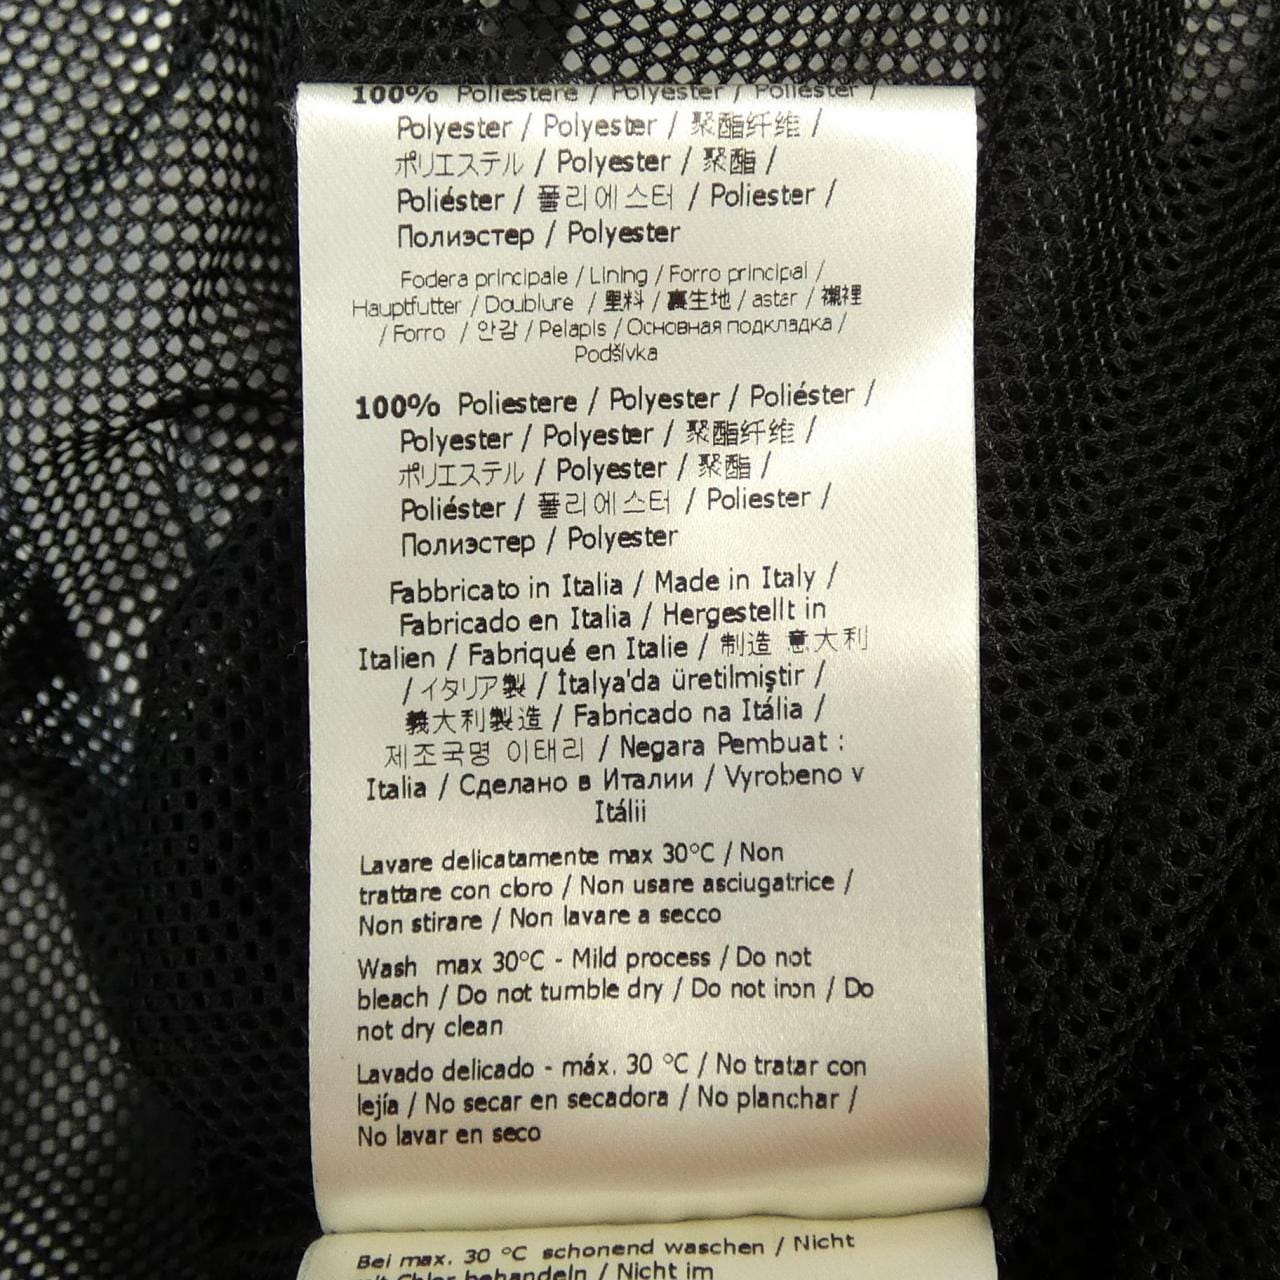 100% Poliestere / Polyester / Poliéster /
Polyester / Polyester / 聚酯纤维 /
ポリエステル / Polyester / 聚酯 /
Poliéster / 폴리에스터 / Poliester /
Полиэстер / Polyester
Fodera principale / Lining / Forro principal /
Hauptfutter / Doublure / 里料 / 裏生地 / astar / 襯裡
/ Forro / 안감 / Pelapis / Основная подкладка /
Podšívka
100% Poliestere / Polyester / Poliéster /
Polyester / Polyester / 聚酯纤维 /
ポリエステル / Polyester / 聚酯 /
Poliéster / 폴리에스터 / Poliester /
Полиэстер / Polyester
Fabbricato in Italia / Made in Italy /
Fabricado en Italia / Hergestellt in
Italien / Fabriqué en Italie / 制造 意大利
/ イタリア製 / İtalya'da üretilmiştir /
義大利製造 / Fabricado na Itália /
제조국명 이태리 / Negara Pembuat :
Italia / Сделано в Италии / Vyrobeno v
Itálii
Lavare delicatamente max 30°C / Non
trattare con cloro / Non usare asciugatrice /
Non stirare / Non lavare a secco
Wash max 30°C - Mild process / Do not
bleach / Do not tumble dry / Do not iron / Do
not dry clean
Lavado delicado - máx. 30 °C / No tratar con
lejía / No secar en secadora / No planchar /
No lavar en seco
Bei max. 30 °C schonend waschen / Nicht
mit Chlor behandeln / Nicht im